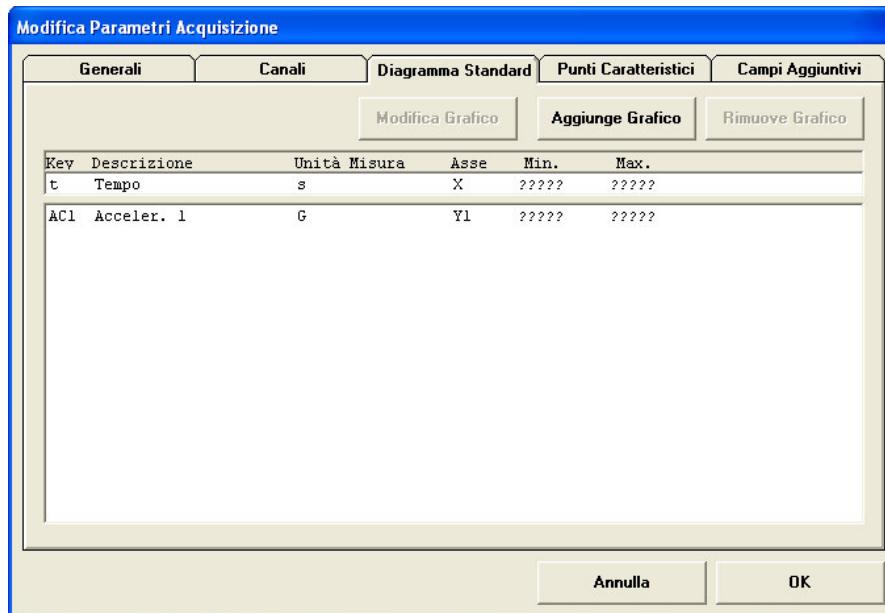 Modifica Parametri Acquisizione
Generali Canali Diagramma Standard Punti Caratteristici Campi Aggiuntivi
Modifica Grafico Aggiunge Grafico Rimuove Grafico
Key Descrizione Unità Misura Asse Min. Max.
t Tempo s X ????? ?????
AC1 Acceler. 1 G Y1 ????? ?????
Annulla OK